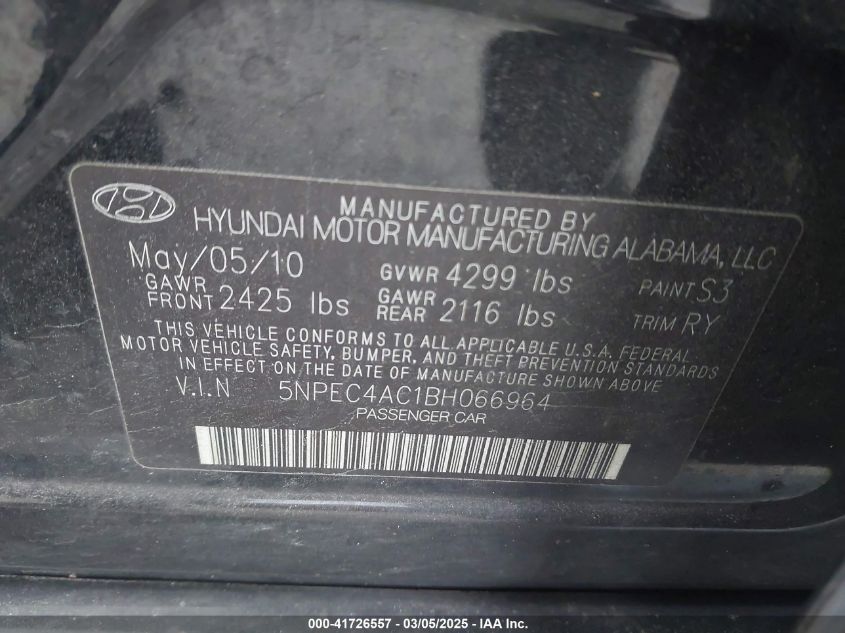 MANUFACTURED BY
HYUNDAI MOTOR MANUFACTURING ALABAMA, LLC
May/05/10 GVWR 4299 lbs PAINT S3
GAWR FRONT 2425 lbs GAWR REAR 2116 lbs TRIM RY
THIS VEHICLE CONFORMS TO ALL APPLICABLE U.S.A. FEDERAL
MOTOR VEHICLE SAFETY, BUMPER, AND THEFT PREVENTION STANDARDS
IN EFFECT ON THE DATE OF MANUFACTURE SHOWN ABOVE
V.I.N 5NPEC4AC1BH066964
PASSENGER CAR
000-41726557 — 03/05/2025 — Copyright © 2025 IAA, Inc.